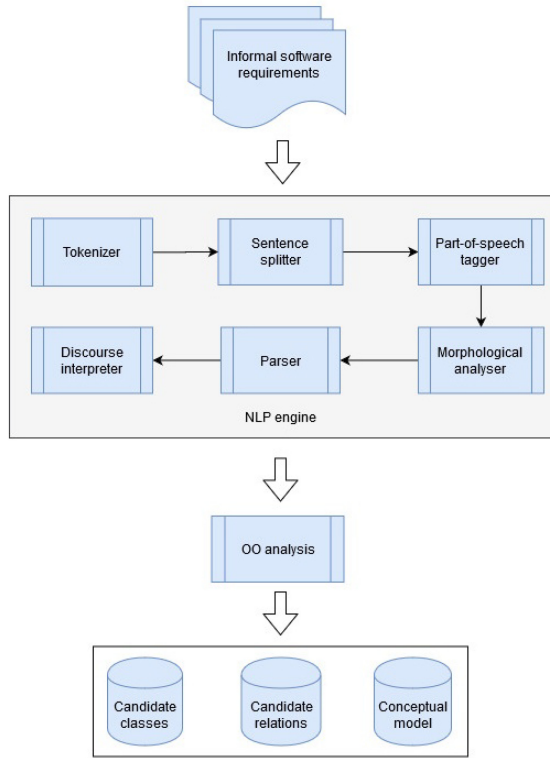 Informal software
requirements
Tokenizer
Sentence
splitter
Part-of-speech
tagger
Discourse
interpreter
Parser
Morphological
analyser
NLP engine
OO analysis
Candidate
classes
Candidate
relations
Conceptual
model